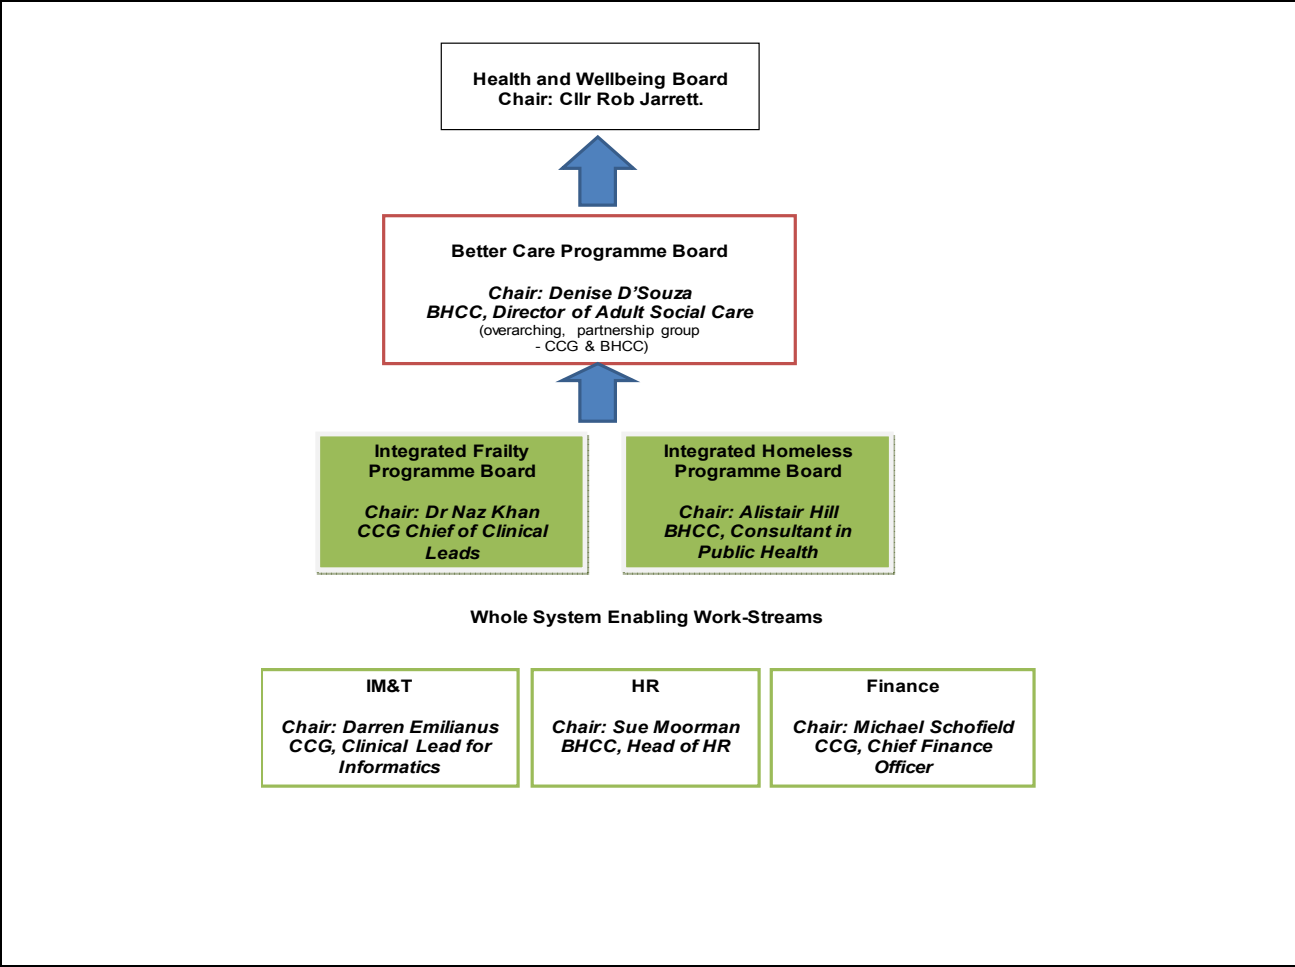 Health and Wellbeing Board
Chair: Cllr Rob Jarrett.
Better Care Programme Board
Chair: Denise D’Souza
BHCC, Director of Adult Social Care
(overarching, partnership group
- CCG & BHCC)
Integrated Frailty
Programme Board
Chair: Dr Naz Khan
CCG Chief of Clinical
Leads
Integrated Homeless
Programme Board
Chair: Alistair Hill
BHCC, Consultant in
Public Health
Whole System Enabling Work-Streams
IM&T
Chair: Darren Emilianus
CCG, Clinical Lead for
Informatics
HR
Chair: Sue Moorman
BHCC, Head of HR
Finance
Chair: Michael Schofield
CCG, Chief Finance
Officer